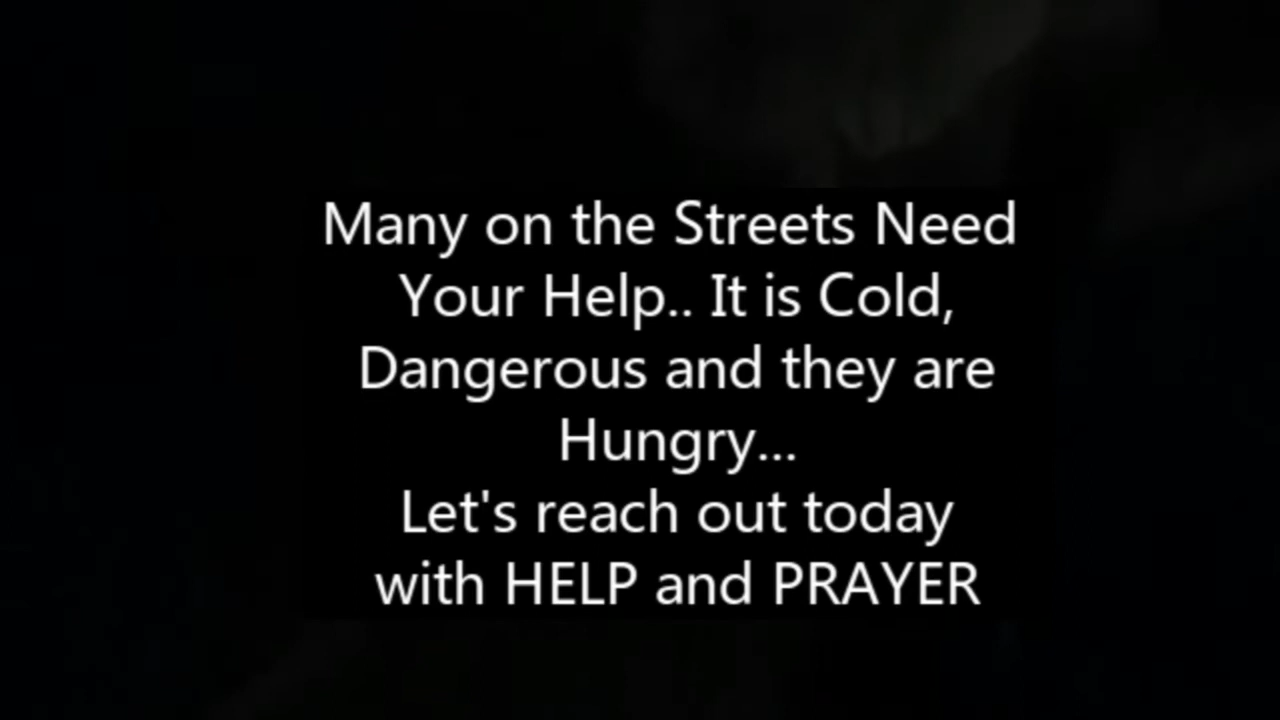 Many on the Streets Need
Your Help.. It is Cold,
Dangerous and they are
Hungry...
Let's reach out today
with HELP and PRAYER